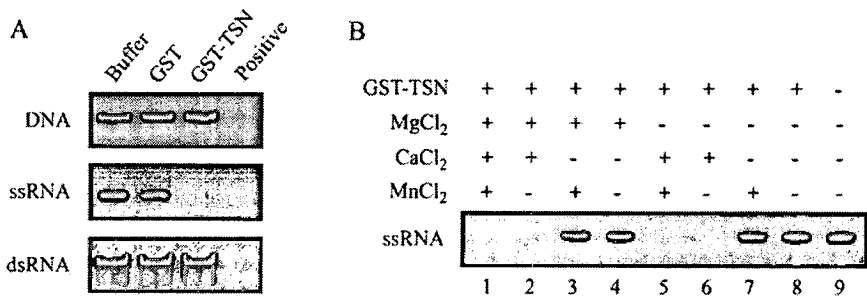 A
Buffer GST GST-TSN Positive
DNA
ssRNA
dsRNA
B
GST-TSN + + + + + + + + -
MgCl2 + + + + - - - - -
CaCl2 + + - - + + - - -
MnCl2 + - + - + - + - -
ssRNA
1 2 3 4 5 6 7 8 9